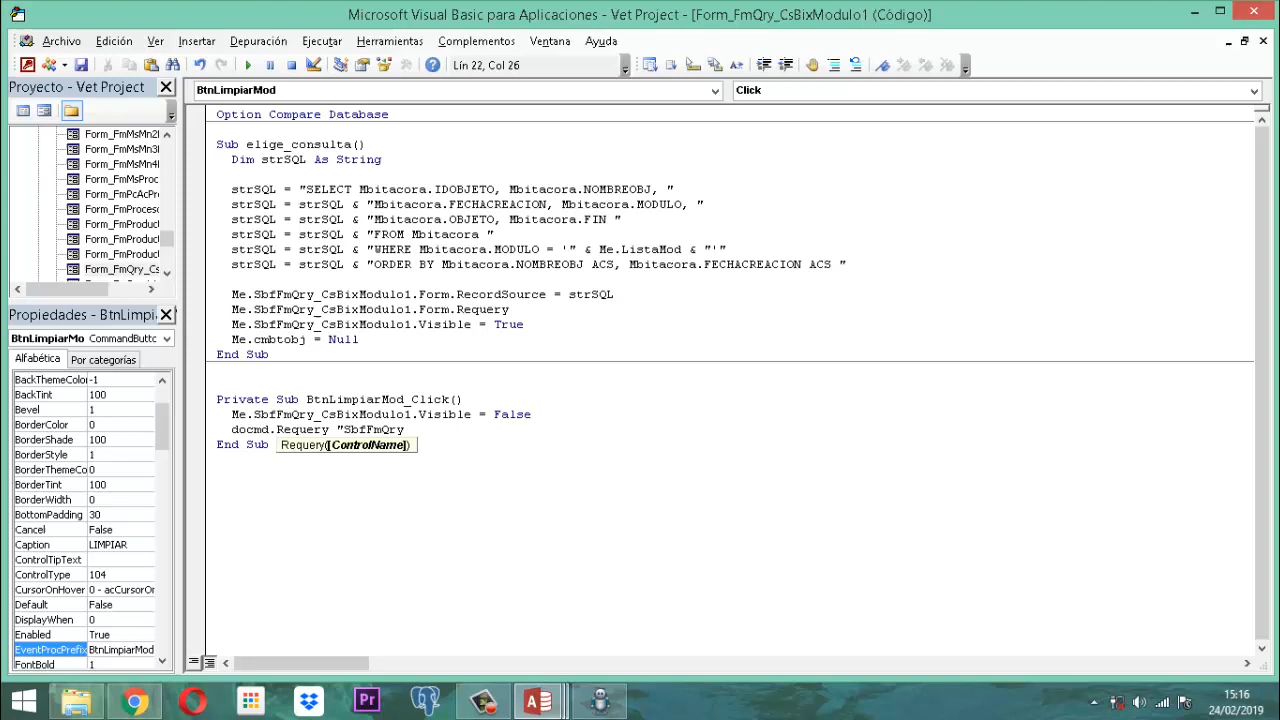 Microsoft Visual Basic para Aplicaciones - Vet Project - [Form_FmQry_CsBixModulo1 (Código)]
Archivo Edición Ver Insertar Depuración Ejecutar Herramientas Complementos Ventana Ayuda
Lín 22, Col 26
Proyecto - Vet Project
BtnLimpiarMod
Click
Form_FmMsMn2
Form_FmMsMn3
Form_FmMsMn4
Form_FmMsProc
Form_FmPcAcPre
Form_FmProceso
Form_FmProduct
Form_FmProduct
Form_FmProduct
Form_FmQry_Cs
Option Compare Database
Sub elige_consulta()
Dim strSQL As String
strSQL = "SELECT Mbitacora.IDOBJETO, Mbitacora.NOMBREOBJ, "
strSQL = strSQL & "Mbitacora.FECHACREACION, Mbitacora.MODULO, "
strSQL = strSQL & "Mbitacora.OBJETO, Mbitacora.FIN "
strSQL = strSQL & "FROM Mbitacora "
strSQL = strSQL & "WHERE Mbitacora.MODULO = '" & Me.ListaMod & "'"
strSQL = strSQL & "ORDER BY Mbitacora.NOMBREOBJ ACS, Mbitacora.FECHACREACION ACS "
Me.SbfFmQry_CsBixModulo1.Form.RecordSource = strSQL
Me.SbfFmQry_CsBixModulo1.Form.Requery
Me.SbfFmQry_CsBixModulo1.Visible = True
Me.cmbtobj = Null
End Sub
Private Sub BtnLimpiarMod_Click()
Me.SbfFmQry_CsBixModulo1.Visible = False
docmd.Requery "SbfFmQry
End Sub
Requery([ControlName])
Propiedades - BtnLimpi
BtnLimpiarMo CommandButto
Alfabética Por categorías
BackThemeColo -1
BackTint 100
Bevel 1
BorderColor 0
BorderShade 100
BorderStyle 1
BorderThemeCo 0
BorderTint 100
BorderWidth 0
BottomPadding 30
Cancel False
Caption LIMPIAR
ControlTipText
ControlType 104
CursorOnHover 0 - acCursorOn
Default False
DisplayWhen 0
Enabled True
EventProcPrefix BtnLimpiarMod
FontBold 1
Pr
15:16
24/02/2019